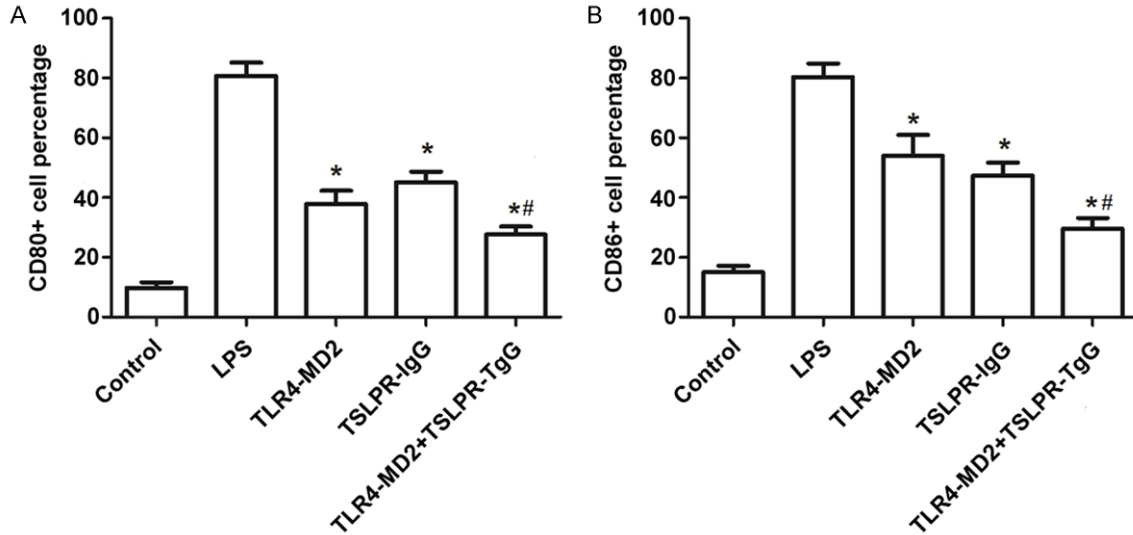 A
CD80+ cell percentage
100
80
60
40
20
0
*
*
*#
Control
LPS
TLR4-MD2
TSLPR-IgG
TLR4-MD2+TSLPR-TgG
B
CD86+ cell percentage
100
80
60
40
20
0
*
*
*#
Control
LPS
TLR4-MD2
TSLPR-IgG
TLR4-MD2+TSLPR-TgG